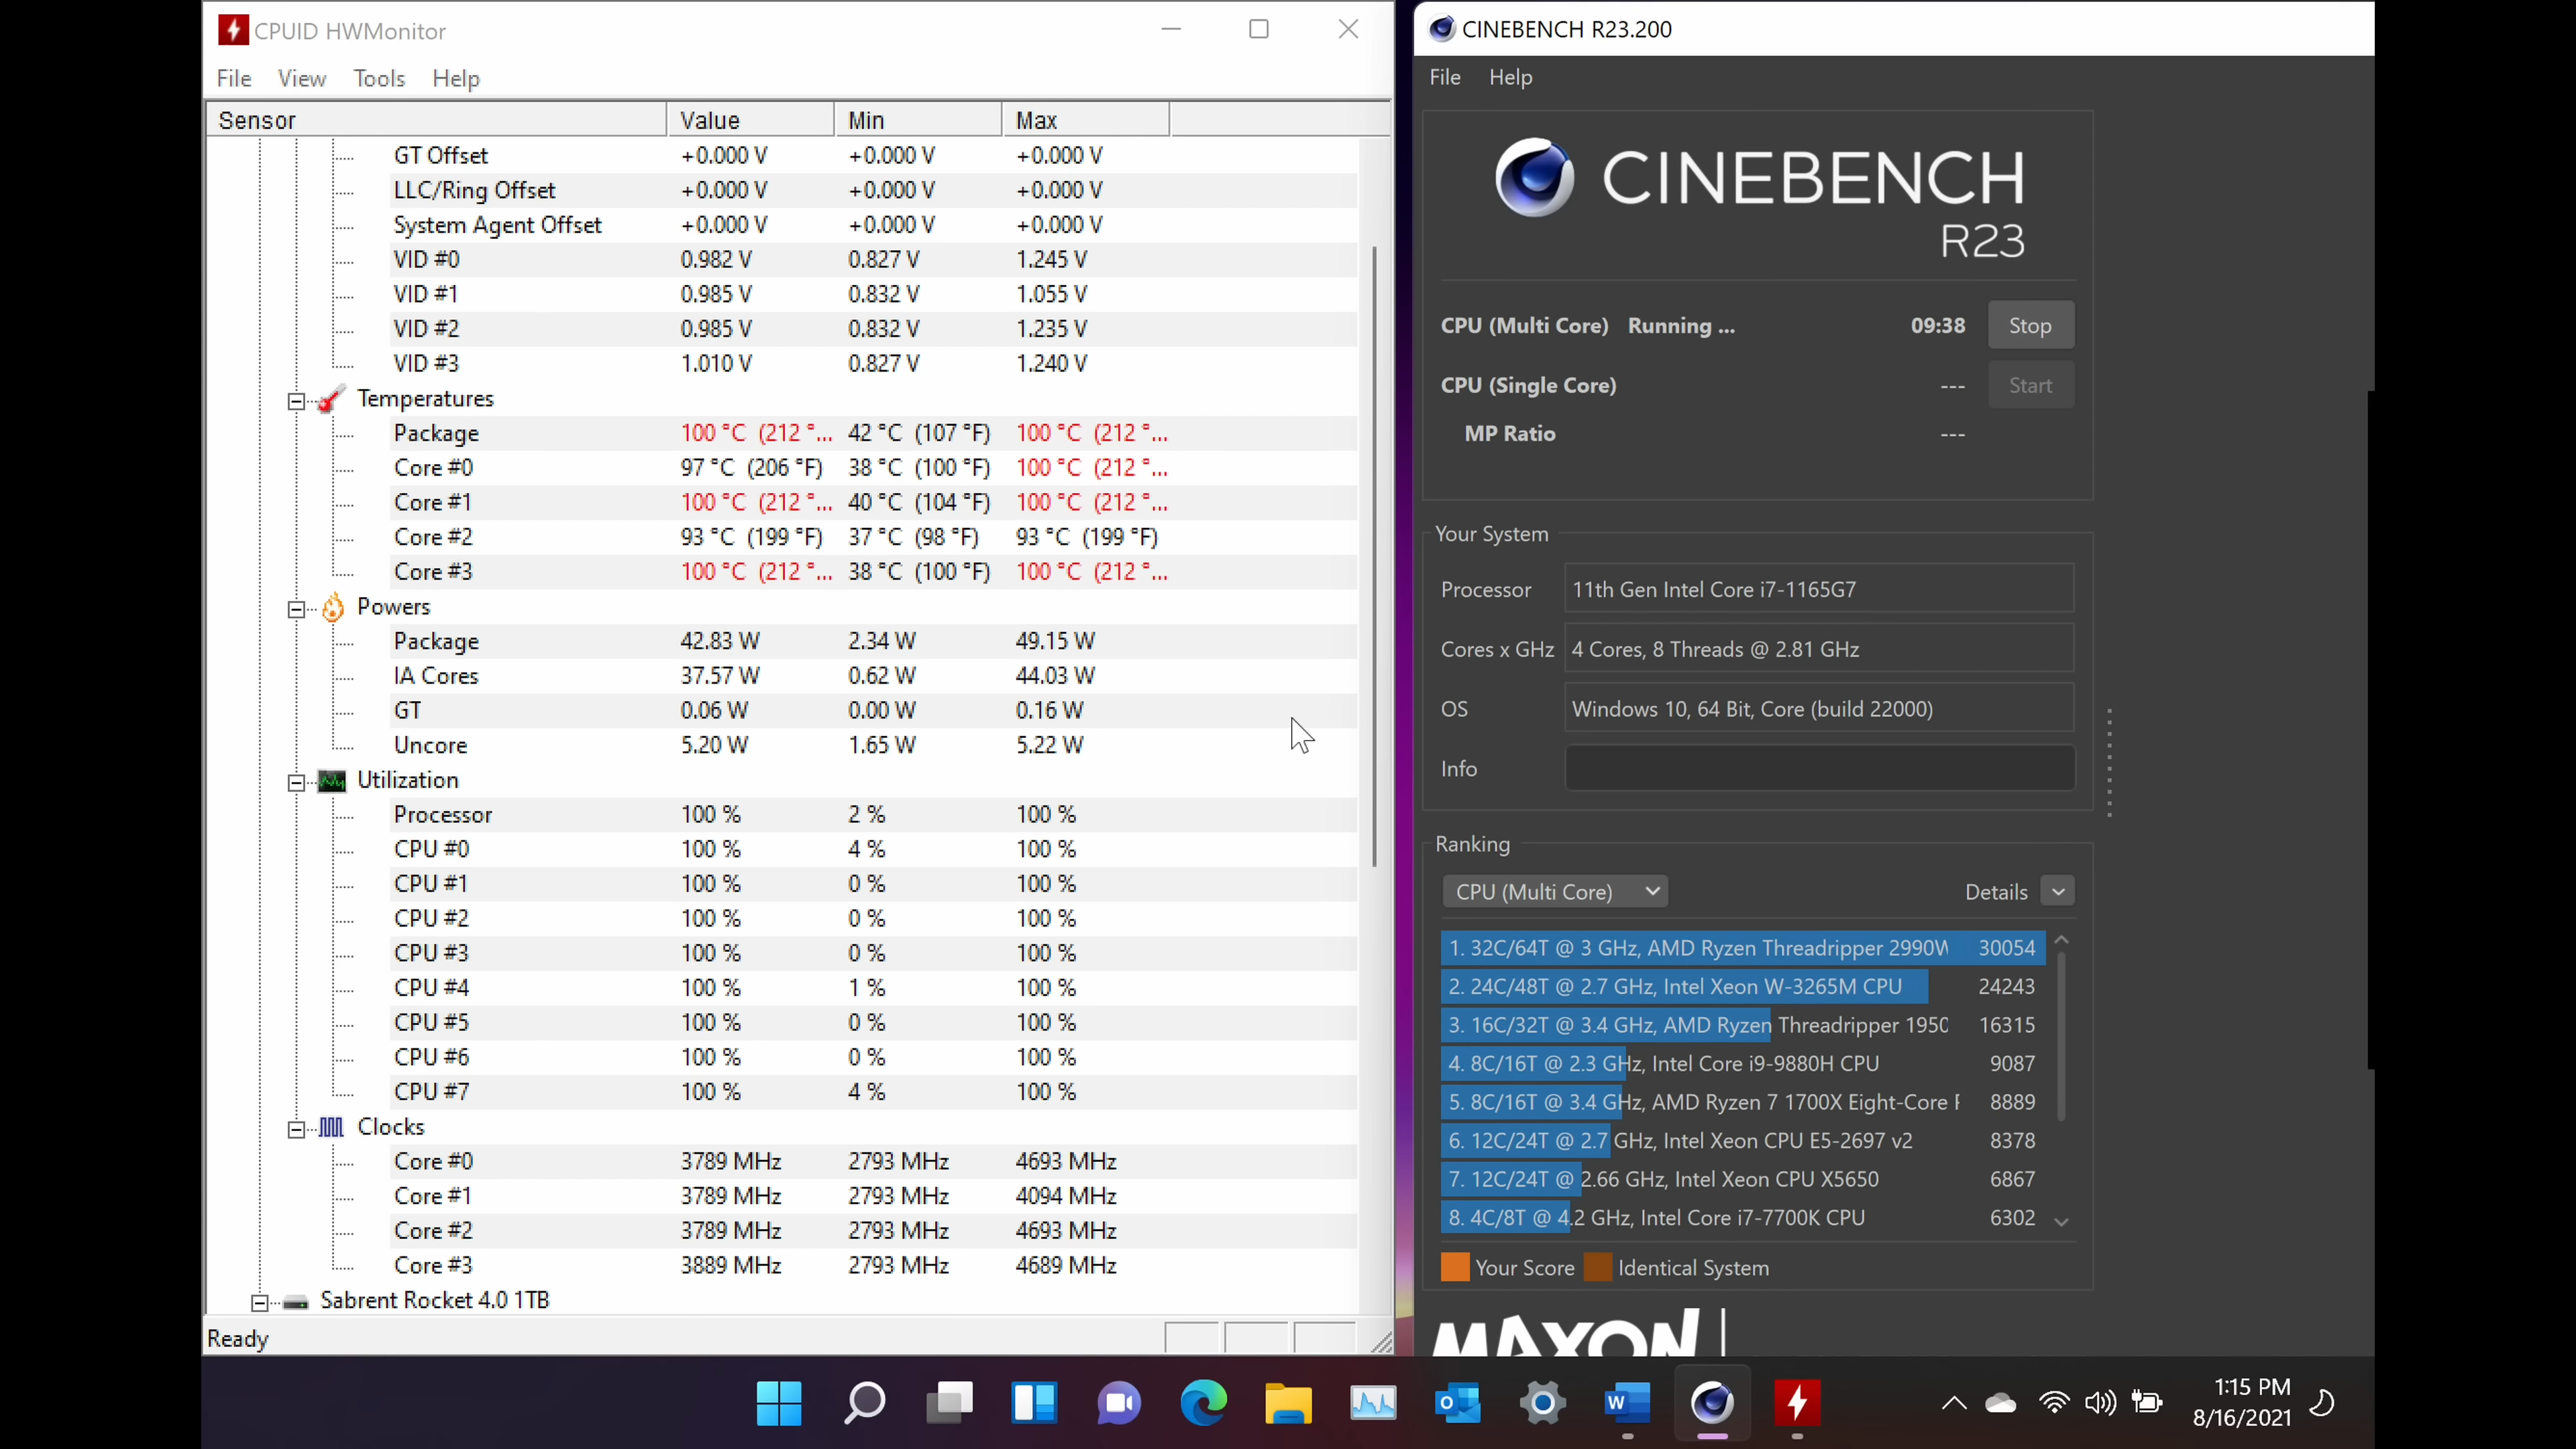 CPUID HWMonitor
File View Tools Help
Sensor Value Min Max
GT Offset +0.000 V +0.000 V +0.000 V
LLC/Ring Offset +0.000 V +0.000 V +0.000 V
System Agent Offset +0.000 V +0.000 V +0.000 V
VID #0 0.982 V 0.827 V 1.245 V
VID #1 0.985 V 0.832 V 1.055 V
VID #2 0.985 V 0.832 V 1.235 V
VID #3 1.010 V 0.827 V 1.240 V
Temperatures
Package 100 °C (212 °... 42 °C (107 °F) 100 °C (212 °...
Core #0 97 °C (206 °F) 38 °C (100 °F) 100 °C (212 °...
Core #1 100 °C (212 °... 40 °C (104 °F) 100 °C (212 °...
Core #2 93 °C (199 °F) 37 °C (98 °F) 93 °C (199 °F)
Core #3 100 °C (212 °... 38 °C (100 °F) 100 °C (212 °...
Powers
Package 42.83 W 2.34 W 49.15 W
IA Cores 37.57 W 0.62 W 44.03 W
GT 0.06 W 0.00 W 0.16 W
Uncore 5.20 W 1.65 W 5.22 W
Utilization
Processor 100 % 2 % 100 %
CPU #0 100 % 4 % 100 %
CPU #1 100 % 0 % 100 %
CPU #2 100 % 0 % 100 %
CPU #3 100 % 0 % 100 %
CPU #4 100 % 1 % 100 %
CPU #5 100 % 0 % 100 %
CPU #6 100 % 0 % 100 %
CPU #7 100 % 4 % 100 %
Clocks
Core #0 3789 MHz 2793 MHz 4693 MHz
Core #1 3789 MHz 2793 MHz 4094 MHz
Core #2 3789 MHz 2793 MHz 4693 MHz
Core #3 3889 MHz 2793 MHz 4689 MHz
Sabrent Rocket 4.0 1TB
Ready
CINEBENCH R23.200
File Help
CINEBENCH
R23
CPU (Multi Core) Running ... 09:38 Stop
CPU (Single Core) --- Start
MP Ratio ---
Your System
Processor 11th Gen Intel Core i7-1165G7
Cores x GHz 4 Cores, 8 Threads @ 2.81 GHz
OS Windows 10, 64 Bit, Core (build 22000)
Info
Ranking
CPU (Multi Core) Details
1. 32C/64T @ 3 GHz, AMD Ryzen Threadripper 2990W 30054
2. 24C/48T @ 2.7 GHz, Intel Xeon W-3265M CPU 24243
3. 16C/32T @ 3.4 GHz, AMD Ryzen Threadripper 1950 16315
4. 8C/16T @ 2.3 GHz, Intel Core i9-9880H CPU 9087
5. 8C/16T @ 3.4 GHz, AMD Ryzen 7 1700X Eight-Core 8889
6. 12C/24T @ 2.7 GHz, Intel Xeon CPU E5-2697 v2 8378
7. 12C/24T @ 2.66 GHz, Intel Xeon CPU X5650 6867
8. 4C/8T @ 4.2 GHz, Intel Core i7-7700K CPU 6302
Your Score Identical System
MAXON
1:15 PM
8/16/2021